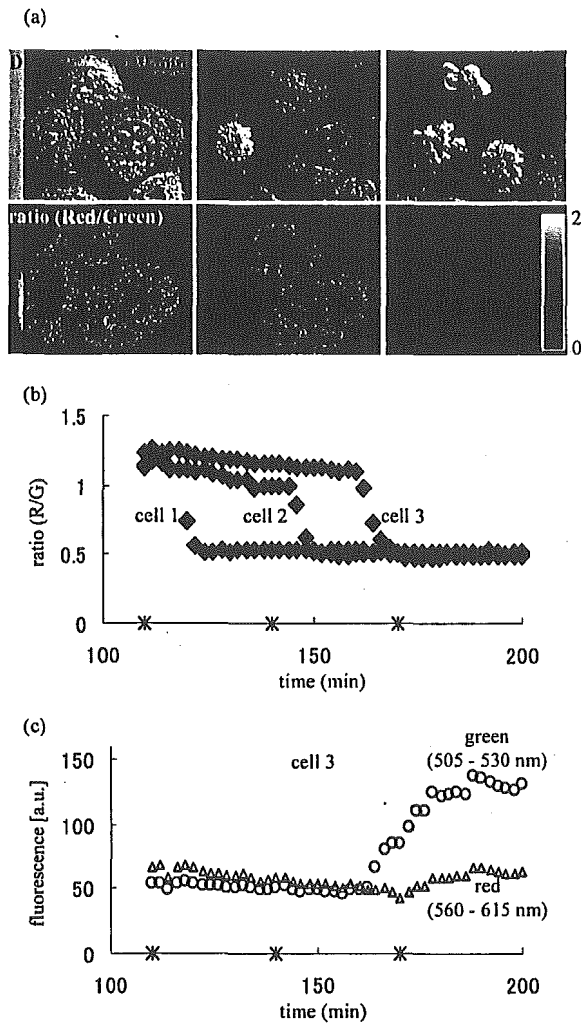 (a)
D
ratio (Red/Green)
2
0
(b)
1.5
1
0.5
0
ratio (R/G)
cell 1
cell 2
cell 3
100
150
200
time (min)
(c)
150
100
50
0
fluorescence [a.u.]
cell 3
green
(505 - 530 nm)
red
(560 - 615 nm)
100
150
200
time (min)